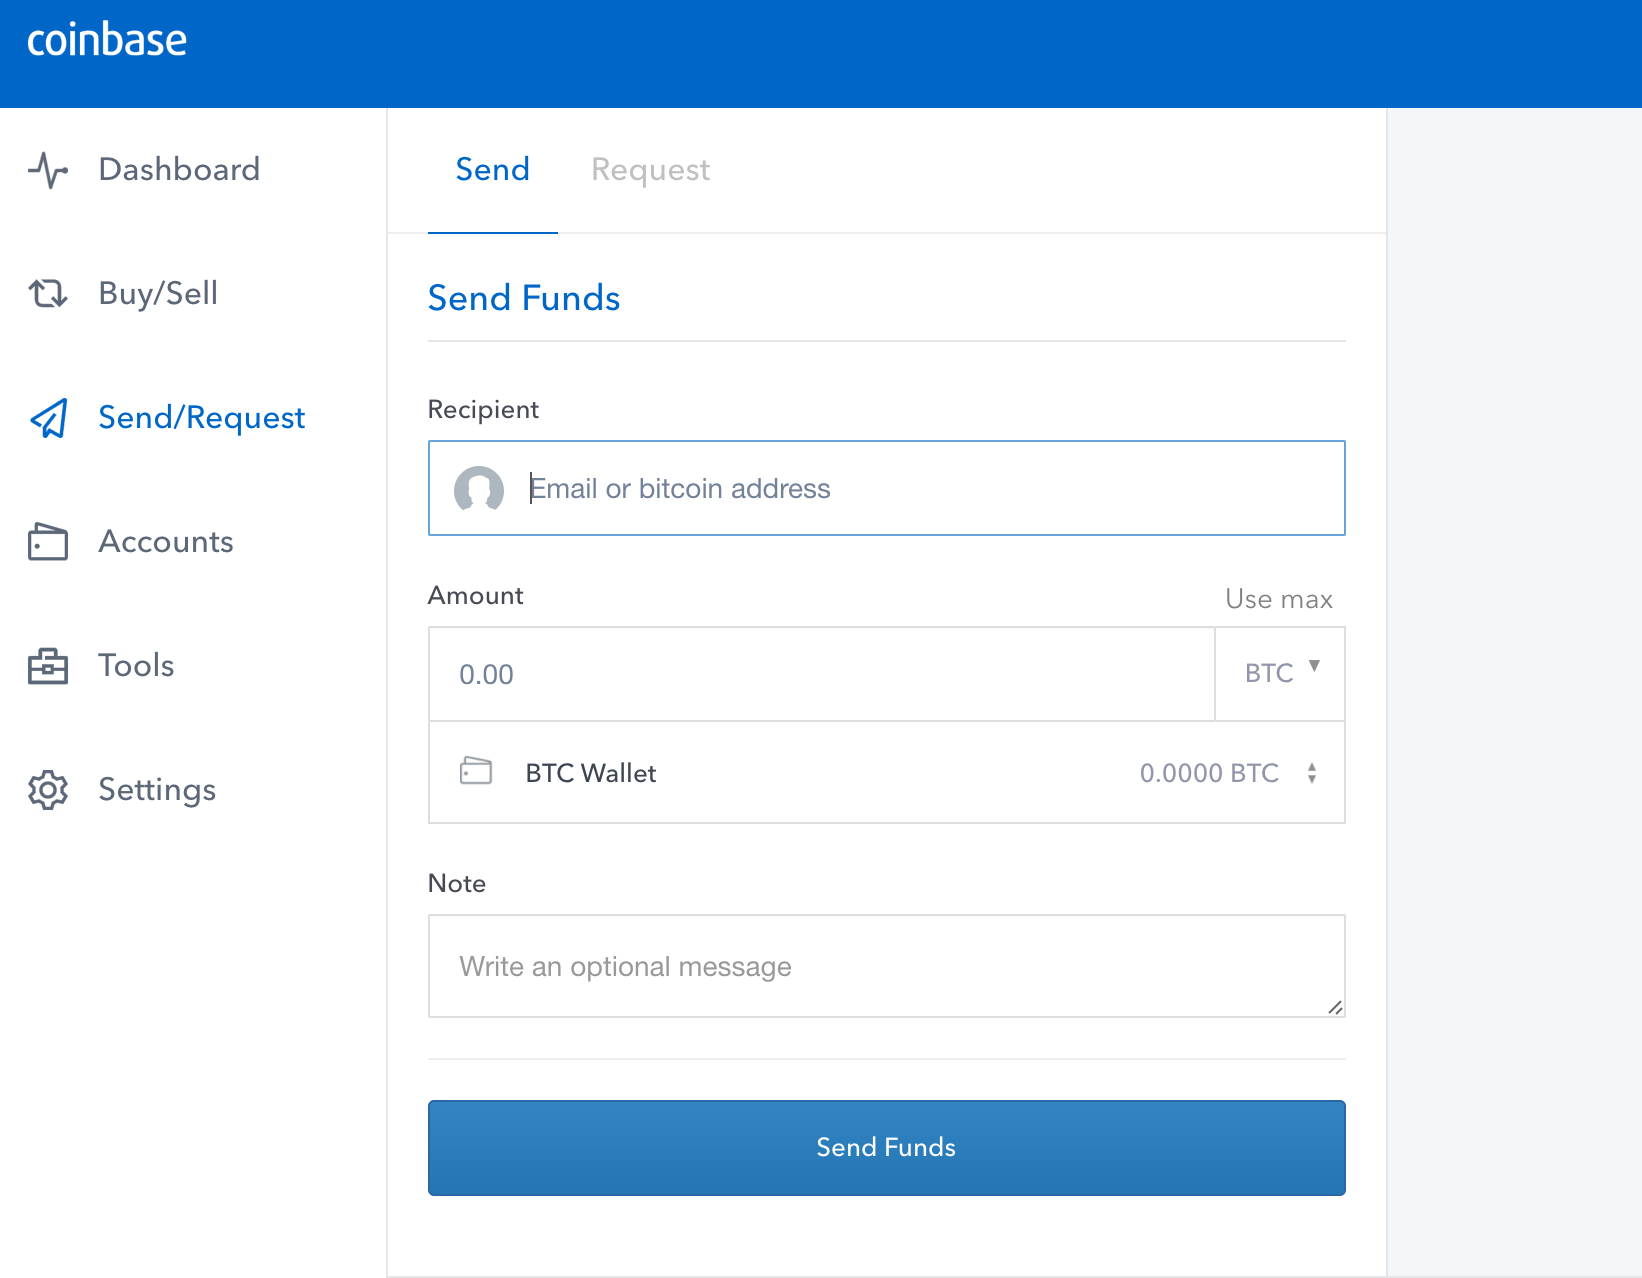 coinbase
Dashboard
Buy/Sell
Send/Request
Accounts
Tools
Settings
Send Request
Send Funds
Recipient
Email or bitcoin address
Amount Use max
0.00 BTC
BTC Wallet 0.0000 BTC
Note
Write an optional message
Send Funds